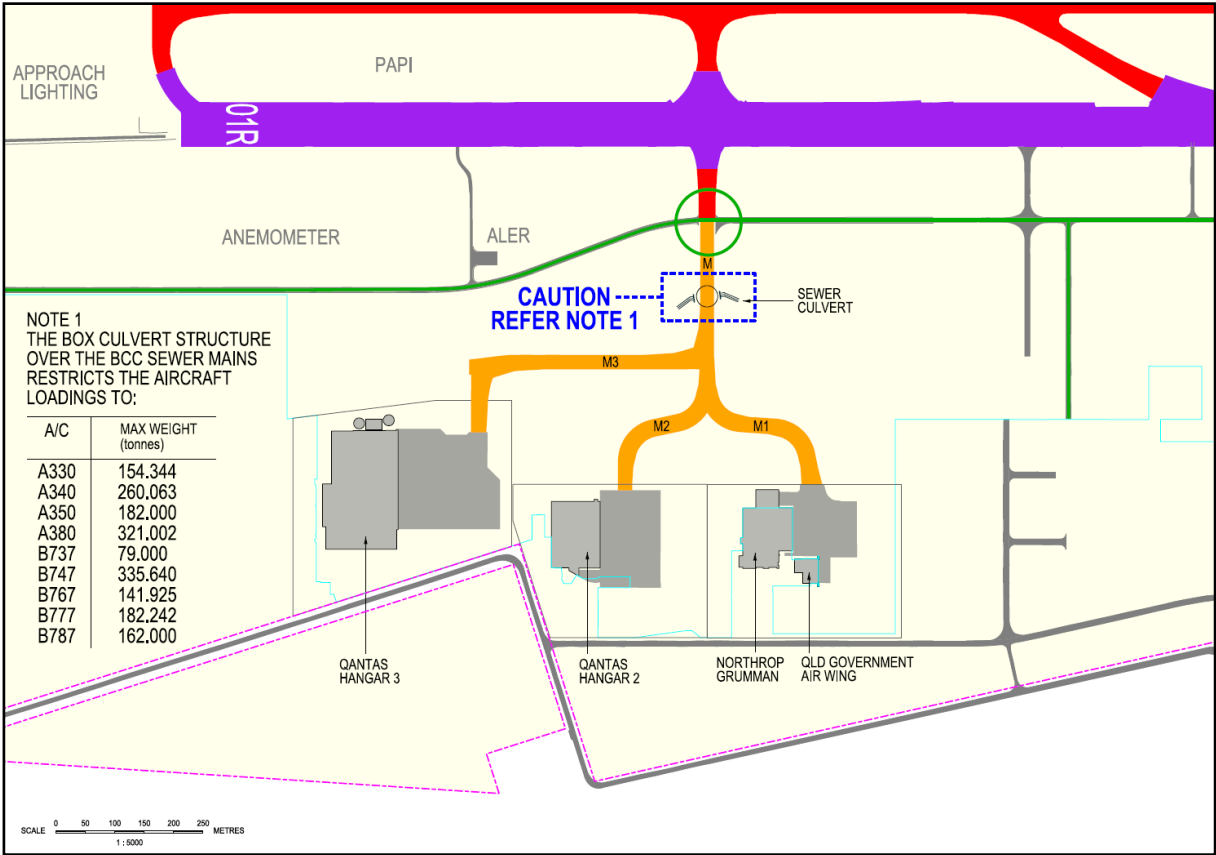 APPROACH
LIGHTING
PAPI
01R
ANEMOMETER
ALER
M
CAUTION
REFER NOTE 1
SEWER
CULVERT
NOTE 1
THE BOX CULVERT STRUCTURE
OVER THE BCC SEWER MAINS
RESTRICTS THE AIRCRAFT
LOADINGS TO;
A/C MAX WEIGHT
(tonnes)
A330 154.344
A340 260.063
A350 182.000
A380 321.002
B737 79.000
B747 335.640
B767 141.925
B777 182.242
B787 162.000
M3
M2
M1
QANTAS
HANGAR 3
QANTAS
HANGAR 2
NORTHROP
GRUMMAN
QLD GOVERNMENT
AIR WING
SCALE 0 50 100 150 200 250 METRES
1 : 5000